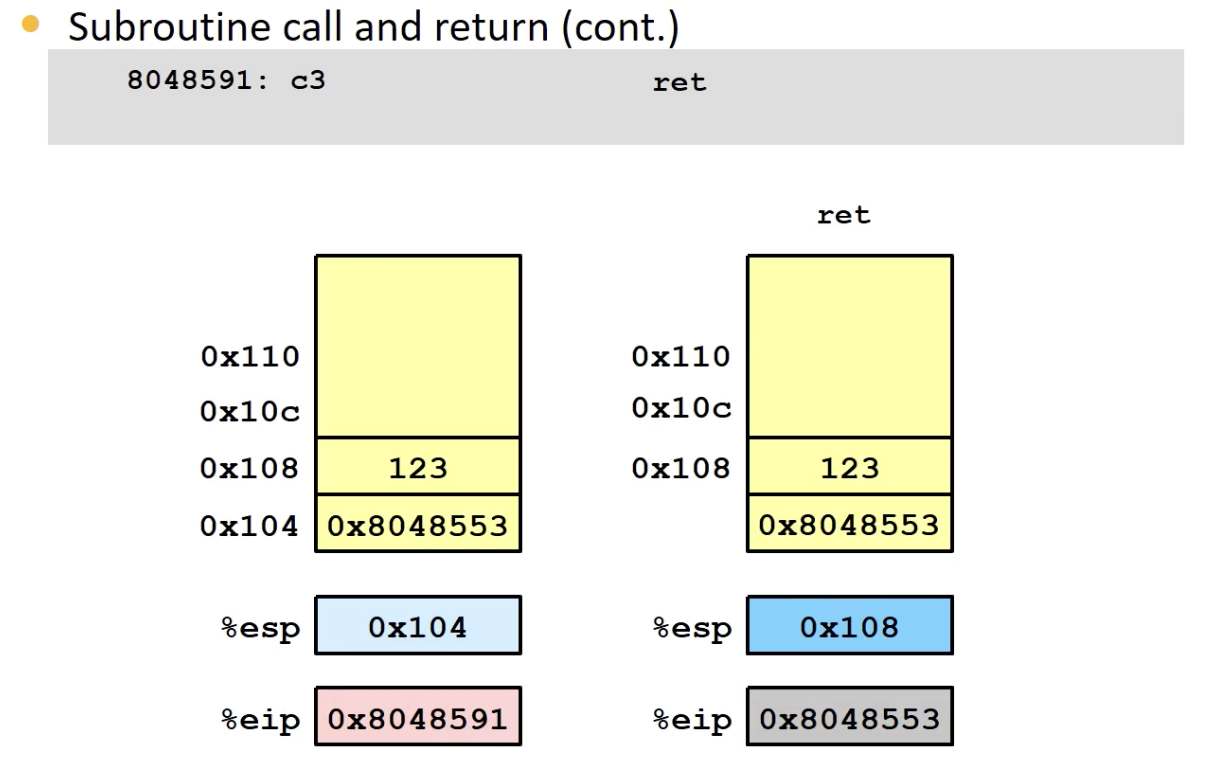 Subroutine call and return (cont.)
8048591: c3 ret
ret
0x110 0x110
0x10c 0x10c
0x108 123 0x108 123
0x104 0x8048553 0x8048553
%esp 0x104 %esp 0x108
%eip 0x8048591 %eip 0x8048553